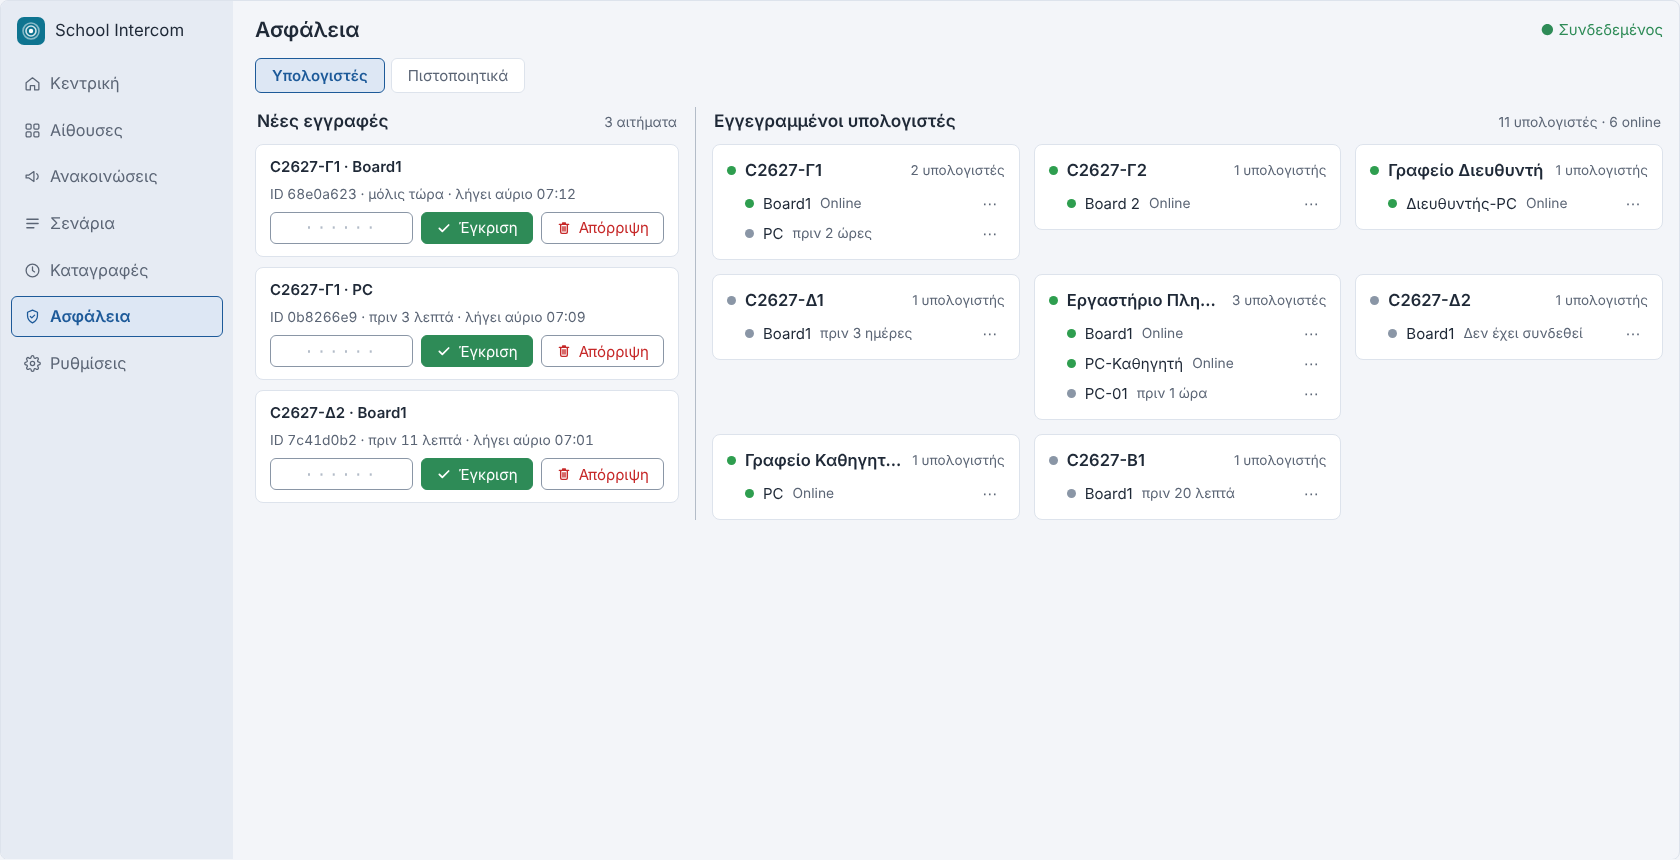 School Intercom
Κεντρική
Αίθουσες
Ανακοινώσεις
Σενάρια
Καταγραφές
Ασφάλεια
Ρυθμίσεις
Ασφάλεια
Συνδεδεμένος
Υπολογιστές
Πιστοποιητικά
Νέες εγγραφές
3 αιτήματα
C2627-Γ1 · Board1
ID 68e0a623 · μόλις τώρα · λήγει αύριο 07:12
Έγκριση
Απόρριψη
C2627-Γ1 · PC
ID 0b8266e9 · πριν 3 λεπτά · λήγει αύριο 07:09
Έγκριση
Απόρριψη
C2627-Δ2 · Board1
ID 7c41d0b2 · πριν 11 λεπτά · λήγει αύριο 07:01
Έγκριση
Απόρριψη
Εγγεγραμμένοι υπολογιστές
11 υπολογιστές · 6 online
C2627-Γ1
2 υπολογιστές
Board1 Online
PC πριν 2 ώρες
C2627-Γ2
1 υπολογιστής
Board 2 Online
Γραφείο Διευθυντή
1 υπολογιστής
Διευθυντής-PC Online
C2627-Δ1
1 υπολογιστής
Board1 πριν 3 ημέρες
Εργαστήριο Πλη...
3 υπολογιστές
Board1 Online
PC-Καθηγητή Online
PC-01 πριν 1 ώρα
C2627-Δ2
1 υπολογιστής
Board1 Δεν έχει συνδεθεί
Γραφείο Καθηγητ...
1 υπολογιστής
PC Online
C2627-Β1
1 υπολογιστής
Board1 πριν 20 λεπτά